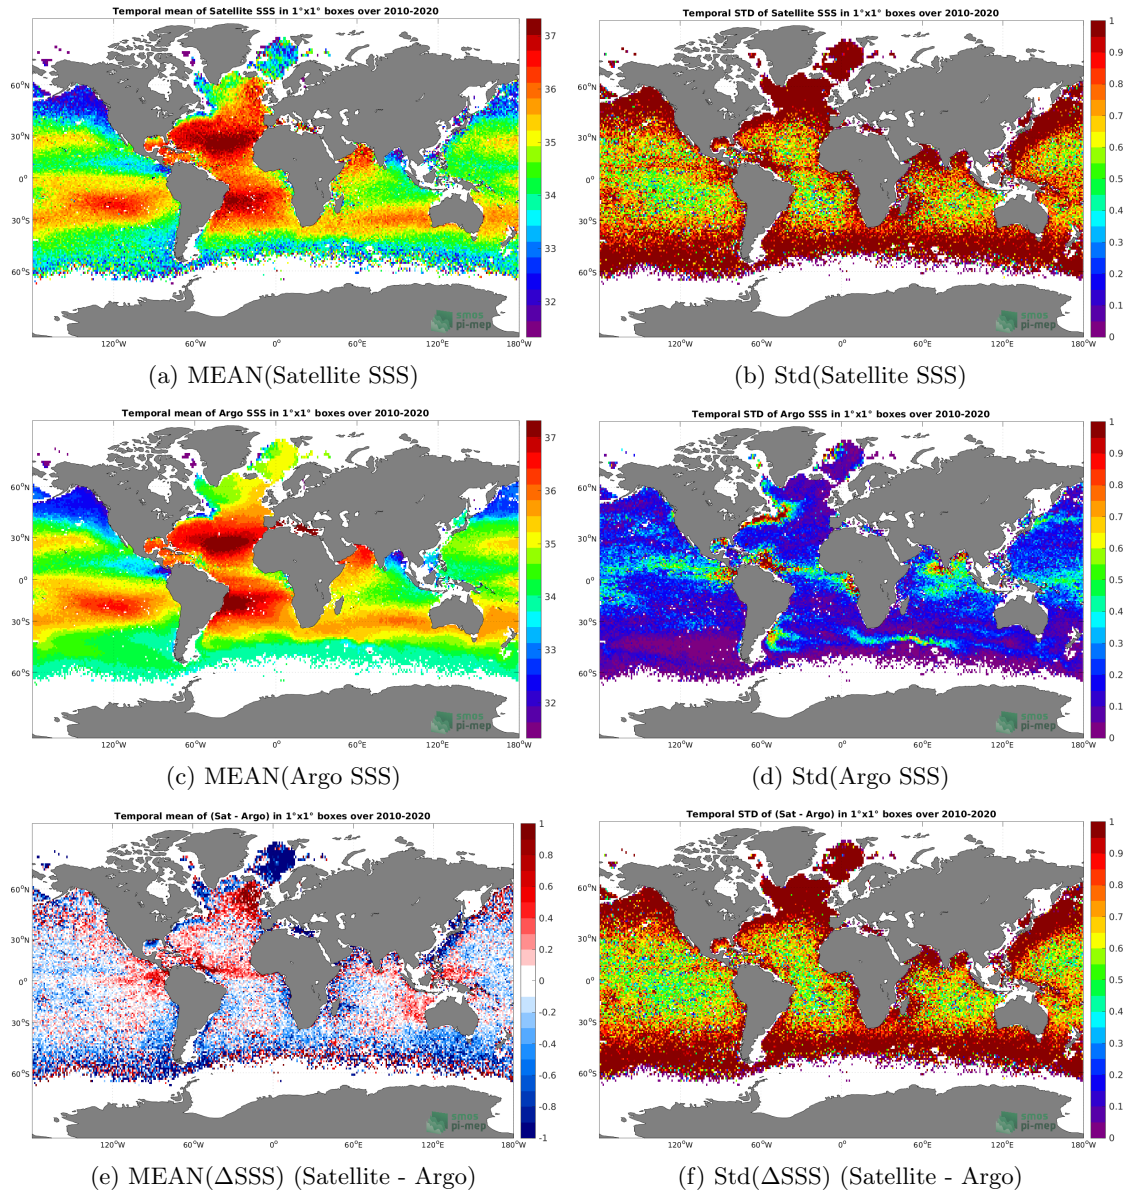 Temporal mean of Satellite SSS in 1°x1° boxes over 2010-2020
60°N
30°N
0°
30°S
60°S
120°W 60°W 0° 60°E 120°E 180°W
37
36
35
34
33
32
smos
pi-mep
(a) MEAN(Satellite SSS)
Temporal STD of Satellite SSS in 1°x1° boxes over 2010-2020
60°N
30°N
0°
30°S
60°S
120°W 60°W 0° 60°E 120°E 180°W
1
0.9
0.8
0.7
0.6
0.5
0.4
0.3
0.2
0.1
0
smos
pi-mep
(b) Std(Satellite SSS)
Temporal mean of Argo SSS in 1°x1° boxes over 2010-2020
60°N
30°N
0°
30°S
60°S
120°W 60°W 0° 60°E 120°E 180°W
37
36
35
34
33
32
smos
pi-mep
(c) MEAN(Argo SSS)
Temporal STD of Argo SSS in 1°x1° boxes over 2010-2020
60°N
30°N
0°
30°S
60°S
120°W 60°W 0° 60°E 120°E 180°W
1
0.9
0.8
0.7
0.6
0.5
0.4
0.3
0.2
0.1
0
smos
pi-mep
(d) Std(Argo SSS)
Temporal mean of (Sat - Argo) in 1°x1° boxes over 2010-2020
60°N
30°N
0°
30°S
60°S
120°W 60°W 0° 60°E 120°E 180°W
1
0.8
0.6
0.4
0.2
0
-0.2
-0.4
-0.6
-0.8
-1
smos
pi-mep
(e) MEAN(ΔSSS) (Satellite - Argo)
Temporal STD of (Sat - Argo) in 1°x1° boxes over 2010-2020
60°N
30°N
0°
30°S
60°S
120°W 60°W 0° 60°E 120°E 180°W
1
0.9
0.8
0.7
0.6
0.5
0.4
0.3
0.2
0.1
0
smos
pi-mep
(f) Std(ΔSSS) (Satellite - Argo)